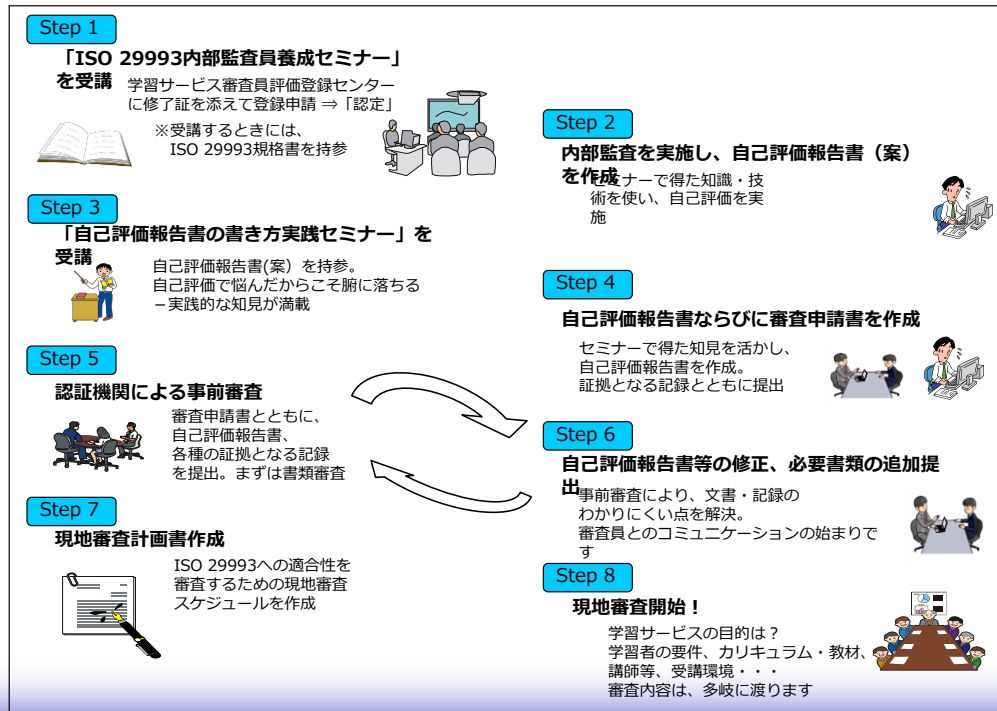 Step 1
「ISO 29993内部監査員養成セミナー」
を受講
学習サービス審査員評価登録センター
に修了証を添えて登録申請 ⇒「認定」
※受講するときには、
ISO 29993規格書を持参
Step 2
内部監査を実施し、自己評価報告書（案）
を作成
セミナーで得た知識・技
術を使い、自己評価を実
施
Step 3
「自己評価報告書の書き方実践セミナー」を
受講
自己評価報告書(案）を持参。
自己評価で悩んだからこそ腑に落ちる
－実践的な知見が満載
Step 4
自己評価報告書ならびに審査申請書を作成
セミナーで得た知見を活かし、
自己評価報告書を作成。
証拠となる記録とともに提出
Step 5
認証機関による事前審査
審査申請書とともに、
自己評価報告書、
各種の証拠となる記録
を提出。まずは書類審査
Step 6
自己評価報告書等の修正、必要書類の追加提
出
事前審査により、文書・記録の
わかりにくい点を解決。
審査員とのコミュニケーションの始まりで
す
Step 7
現地審査計画書作成
ISO 29993への適合性を
審査するための現地審査
スケジュールを作成
Step 8
現地審査開始！
学習サービスの目的は？
学習者の要件、カリキュラム・教材、
講師等、受講環境・・・
審査内容は、多岐に渡ります